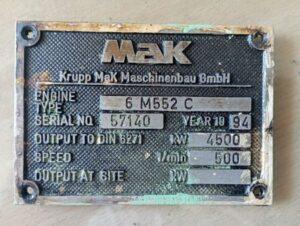 MaK
Krupp MaK Maschinenbau GmbH
ENGINE TYPE 6 M552 C
SERIAL NO. 57140 YEAR 19 94
OUTPUT TO DIN 6271 kW 4500
SPEED 1/min 500
OUTPUT AT SITE kW